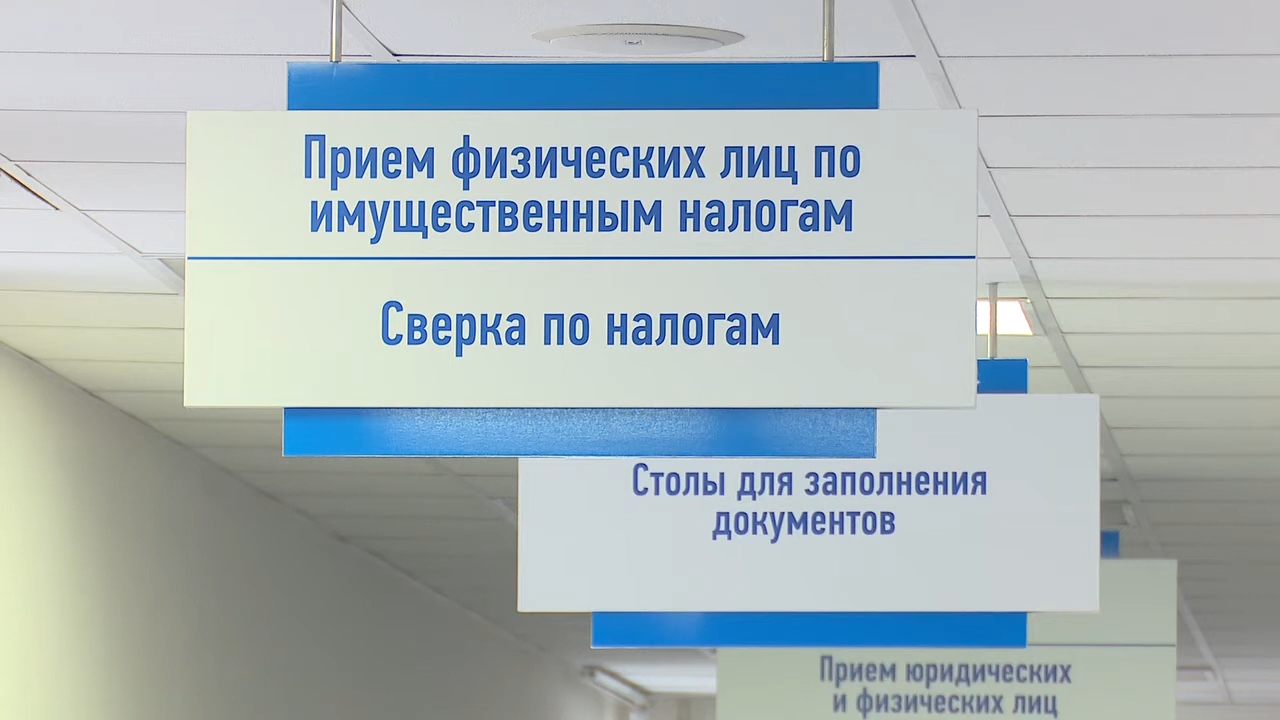 Прием физических лиц по
имущественным налогам
Сверка по налогам
Столы для заполнения
документов
Прием юридических
и физических лиц